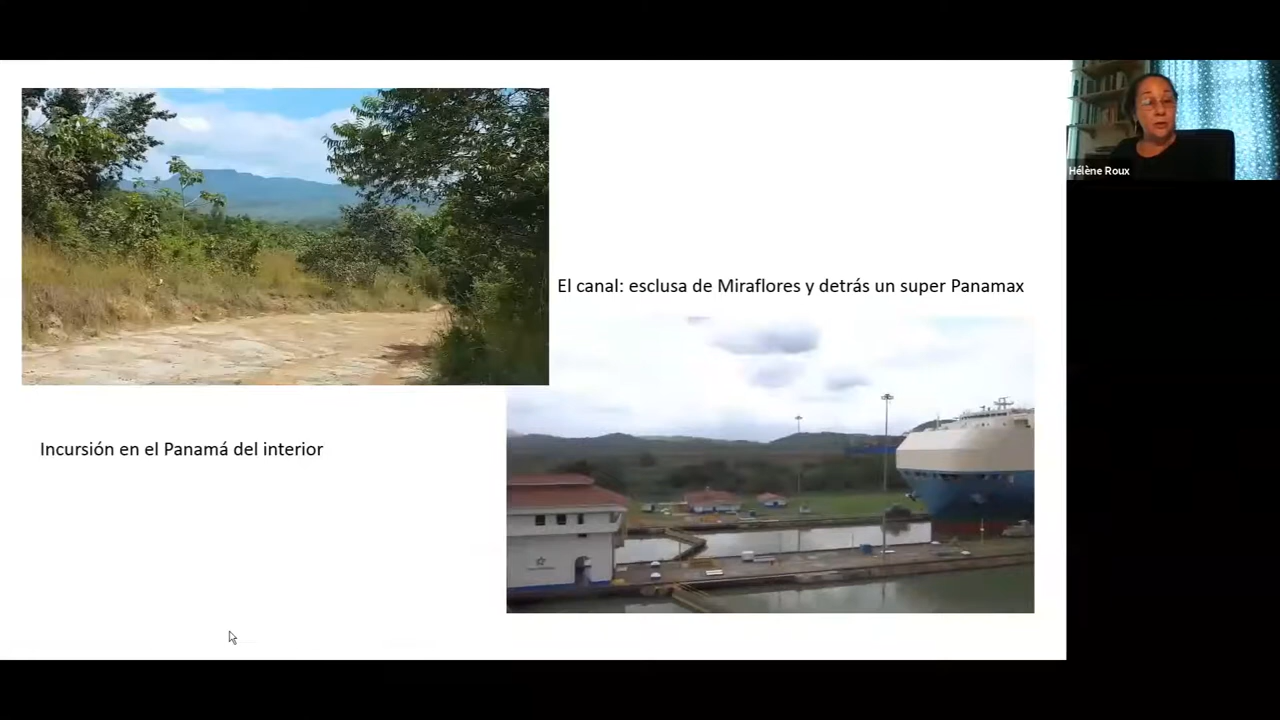 Hélène Roux
El canal: esclusa de Miraflores y detrás un super Panamax
Incursión en el Panamá del interior